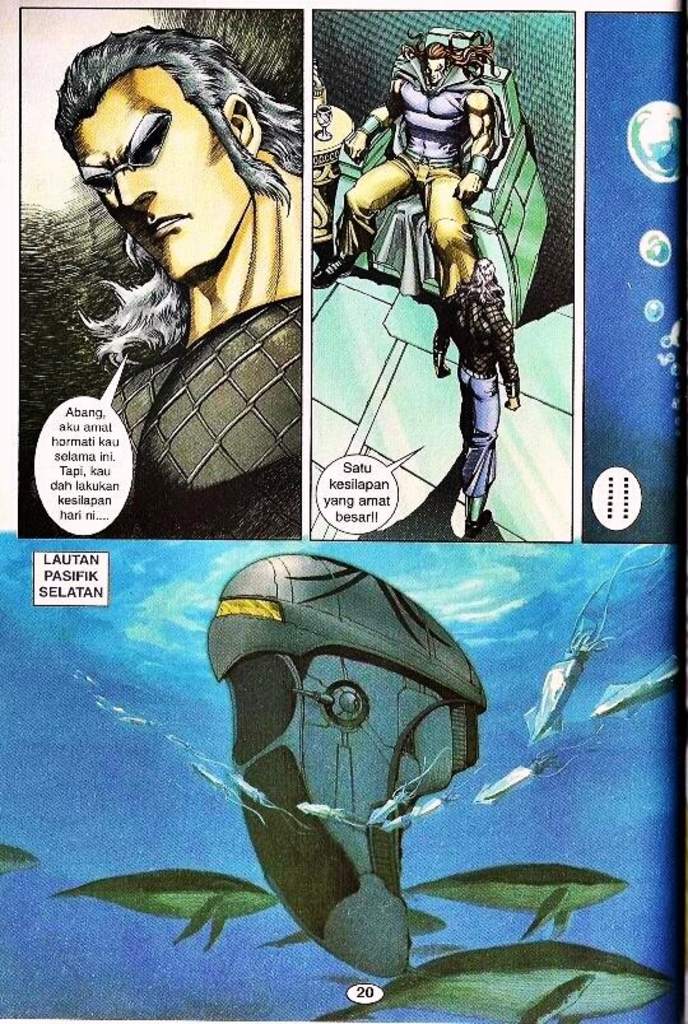 Abang,
aku amat
hormati kau
selama ini.
Tapi, kau
dah lakukan
kesilapan
hari ni....
Satu
kesilapan
yang amat
besar!!
LAUTAN
PASIFIK
SELATAN
20